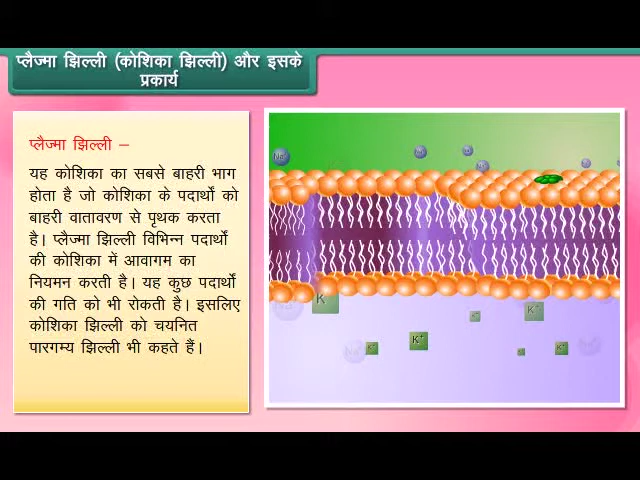 प्लैज्मा झिल्ली (कोशिका झिल्ली) और इसके
प्रकार्य
प्लैज्मा झिल्ली –
यह कोशिका का सबसे बाहरी भाग
होता है जो कोशिका के पदार्थों को
बाहरी वातावरण से पृथक करता
है। प्लैज्मा झिल्ली विभिन्न पदार्थों
की कोशिका में आवागम का
नियमन करती है। यह कुछ पदार्थों
की गति को भी रोकती है। इसलिए
कोशिका झिल्ली को चयनित
पारगम्य झिल्ली भी कहते हैं।
Na⁺
K
K⁺
K⁺
K⁺